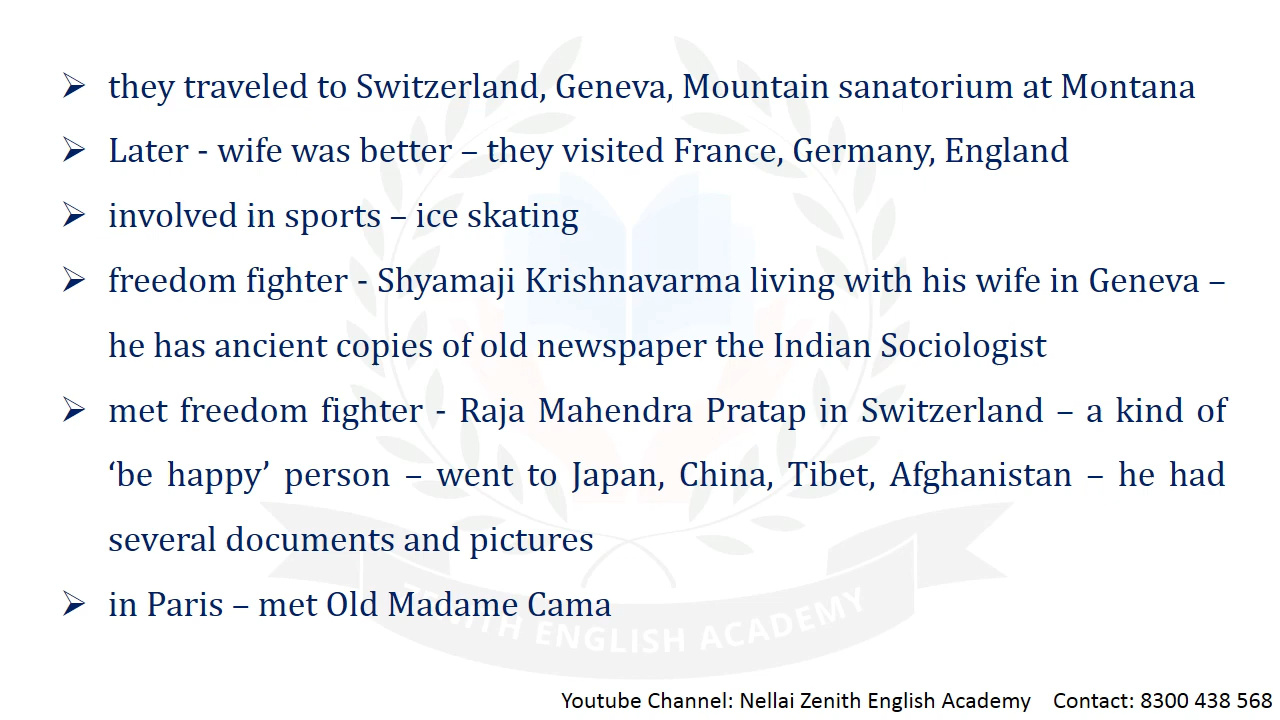 ➢ they traveled to Switzerland, Geneva, Mountain sanatorium at Montana
➢ Later - wife was better – they visited France, Germany, England
➢ involved in sports – ice skating
➢ freedom fighter - Shyamaji Krishnavarma living with his wife in Geneva –
he has ancient copies of old newspaper the Indian Sociologist
➢ met freedom fighter - Raja Mahendra Pratap in Switzerland – a kind of
‘be happy’ person – went to Japan, China, Tibet, Afghanistan – he had
several documents and pictures
➢ in Paris – met Old Madame Cama
ZENITH ENGLISH ACADEMY
Youtube Channel: Nellai Zenith English Academy Contact: 8300 438 568